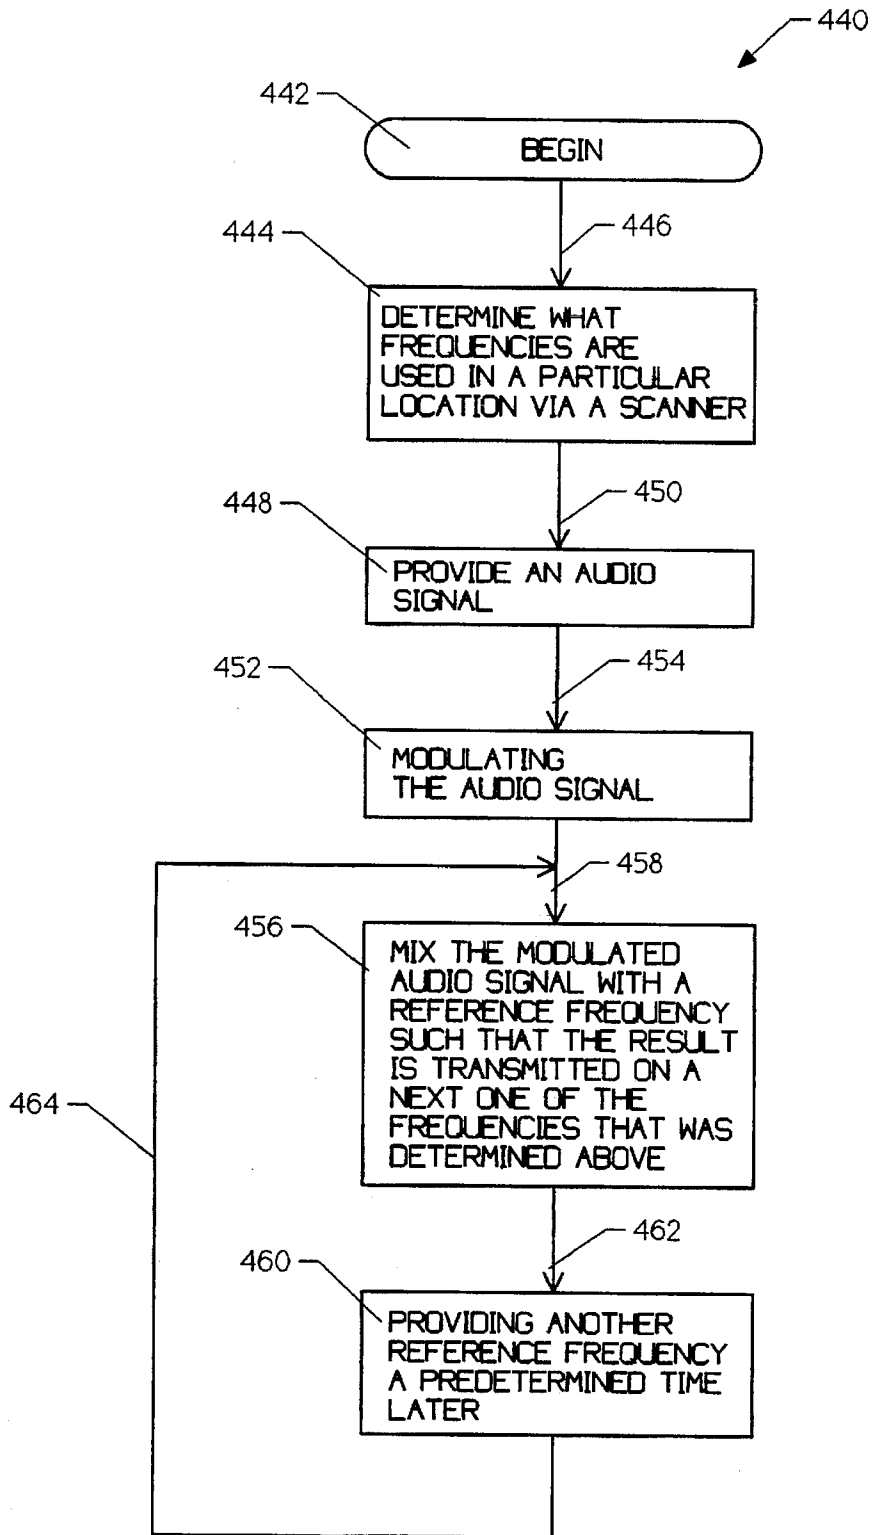 440
442
BEGIN
446
444
DETERMINE WHAT
FREQUENCIES ARE
USED IN A PARTICULAR
LOCATION VIA A SCANNER
450
448
PROVIDE AN AUDIO
SIGNAL
454
452
MODULATING
THE AUDIO SIGNAL
458
456
MIX THE MODULATED
AUDIO SIGNAL WITH A
REFERENCE FREQUENCY
SUCH THAT THE RESULT
IS TRANSMITTED ON A
NEXT ONE OF THE
FREQUENCIES THAT WAS
DETERMINED ABOVE
464
462
460
PROVIDING ANOTHER
REFERENCE FREQUENCY
A PREDETERMINED TIME
LATER